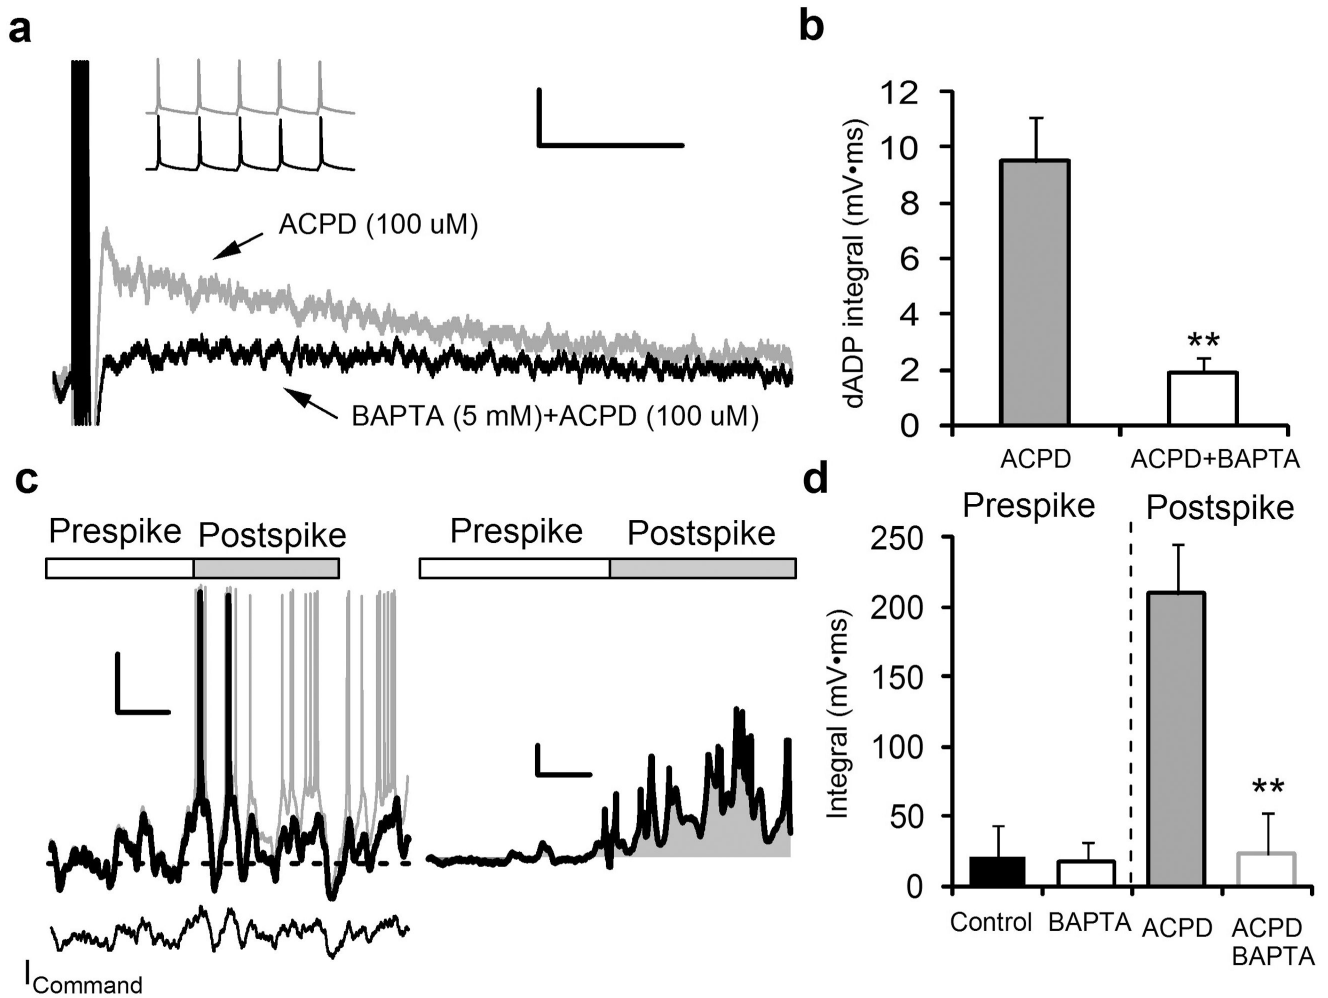 a
ACPD (100 uM)
BAPTA (5 mM)+ACPD (100 uM)
b
dADP integral (mV•ms)
12
10
8
6
4
2
0
**
ACPD
ACPD+BAPTA
c
Prespike
Postspike
Prespike
Postspike
I Command
d
Prespike
Postspike
Integral (mV•ms)
250
200
150
100
50
0
**
Control
BAPTA
ACPD
ACPD
BAPTA